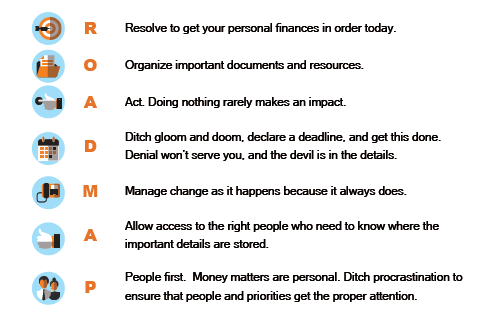 R Resolve to get your personal finances in order today.
O Organize important documents and resources.
A Act. Doing nothing rarely makes an impact.
D Ditch gloom and doom, declare a deadline, and get this done.
Denial won't serve you, and the devil is in the details.
M Manage change as it happens because it always does.
A Allow access to the right people who need to know where the
important details are stored.
P People first.  Money matters are personal. Ditch procrastination to
ensure that people and priorities get the proper attention.